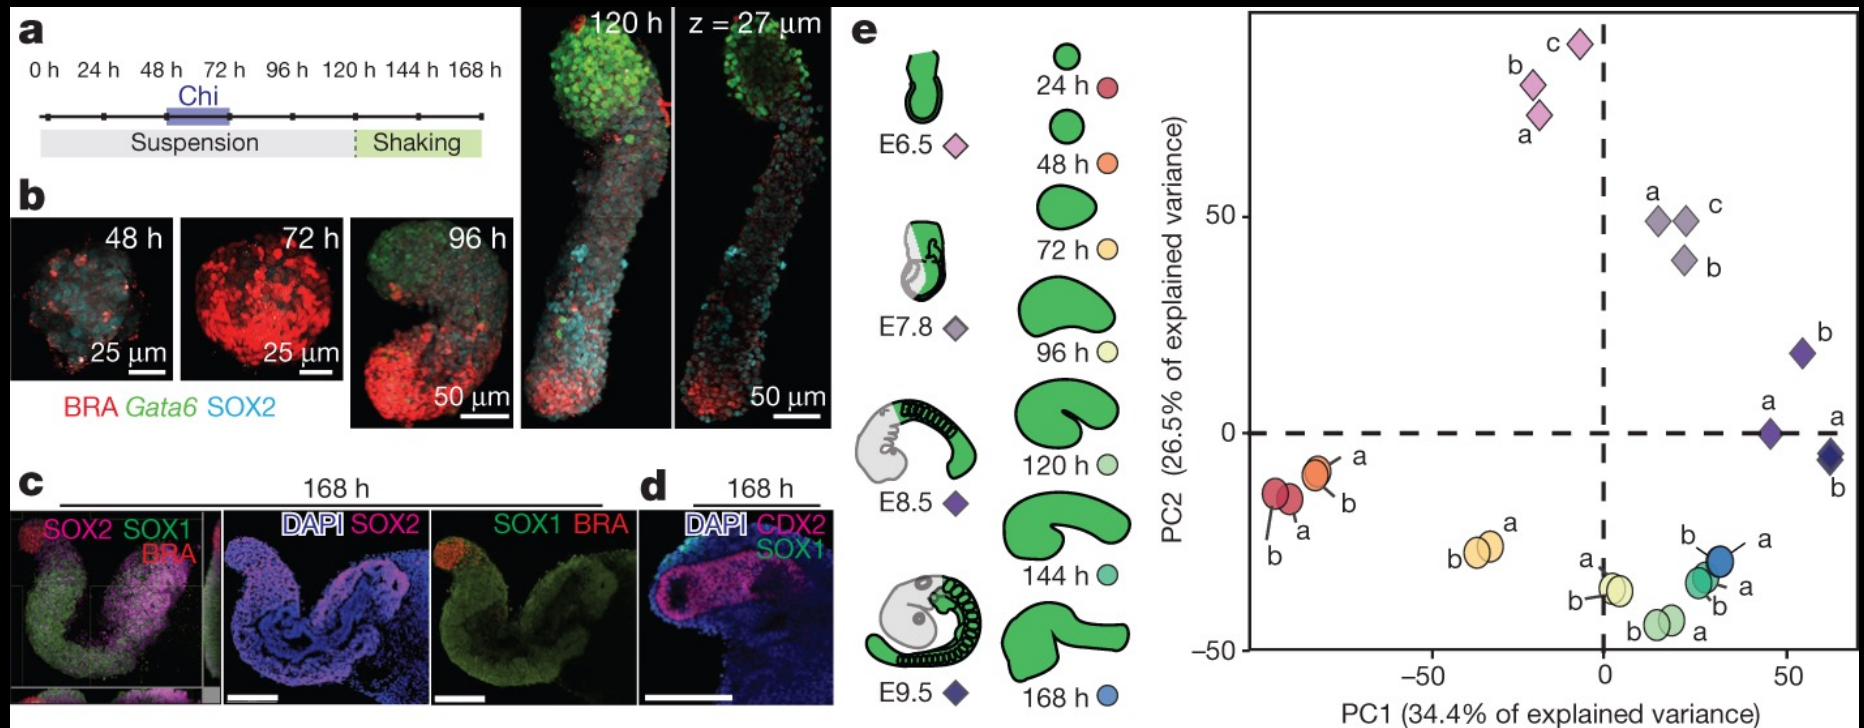 a
0 h 24 h 48 h 72 h 96 h 120 h 144 h 168 h
Chi
Suspension Shaking
b
48 h
25 μm
72 h
25 μm
96 h
50 μm
120 h
z = 27 μm
50 μm
BRA Gata6 SOX2
c
168 h
SOX2 SOX1
BRA
DAPI SOX2
SOX1 BRA
d
168 h
DAPI CDX2
SOX1
e
E6.5
E7.8
E8.5
E9.5
24 h
48 h
72 h
96 h
120 h
144 h
168 h
PC2 (26.5% of explained variance)
50
0
−50
c
b
a
a
c
b
b
a
a
b
a
b
a
b
a
b
a
b
b
a
a
b
b
a
−50 0 50
PC1 (34.4% of explained variance)